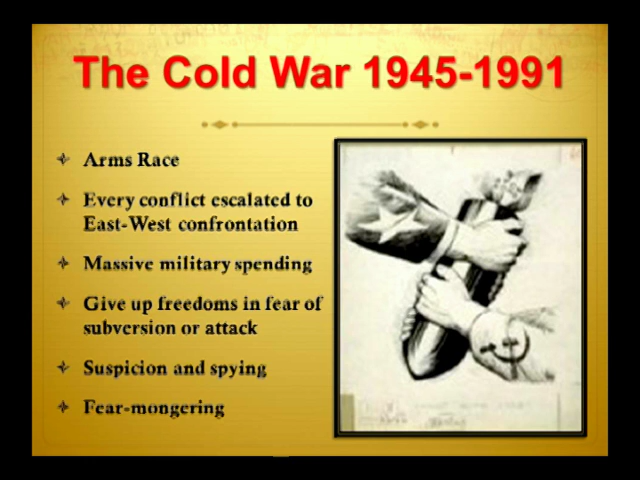 The Cold War 1945-1991
Arms Race
Every conflict escalated to
East-West confrontation
Massive military spending
Give up freedoms in fear of
subversion or attack
Suspicion and spying
Fear-mongering